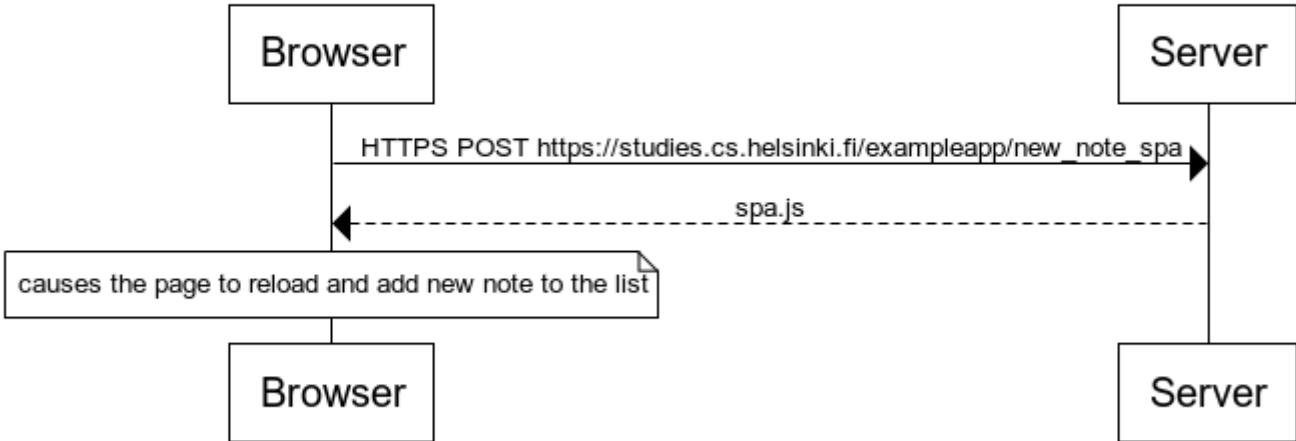 Browser
Server
HTTPS POST https://studies.cs.helsinki.fi/exampleapp/new_note_spa
spa.js
causes the page to reload and add new note to the list
Browser
Server